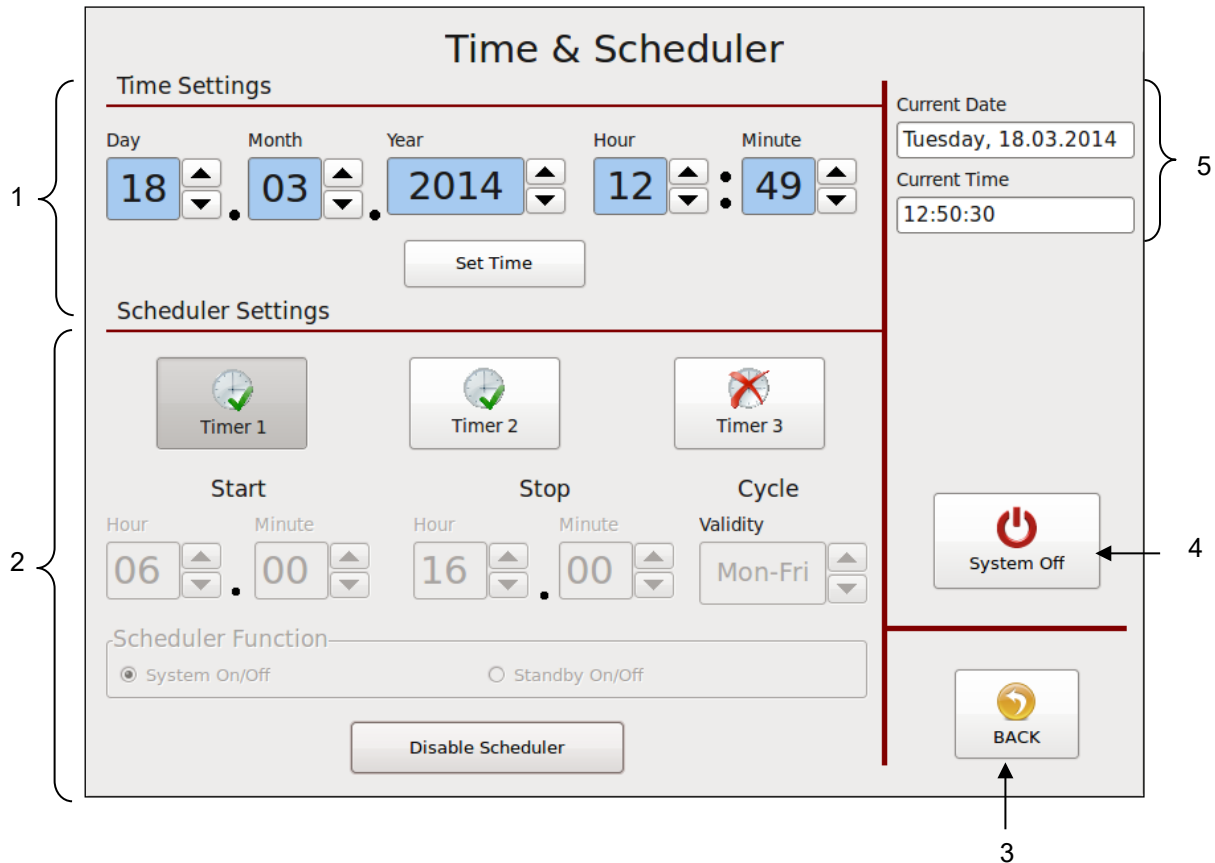 Time & Scheduler
Time Settings
Day Month Year Hour Minute
18 . 03 . 2014 12 : 49
Set Time
Current Date
Tuesday, 18.03.2014
Current Time
12:50:30
1
5
Scheduler Settings
Timer 1 Timer 2 Timer 3
Start Stop Cycle
Hour Minute Hour Minute Validity
06 . 00 16 . 00 Mon-Fri
Scheduler Function
System On/Off Standby On/Off
Disable Scheduler
2
System Off
4
BACK
3